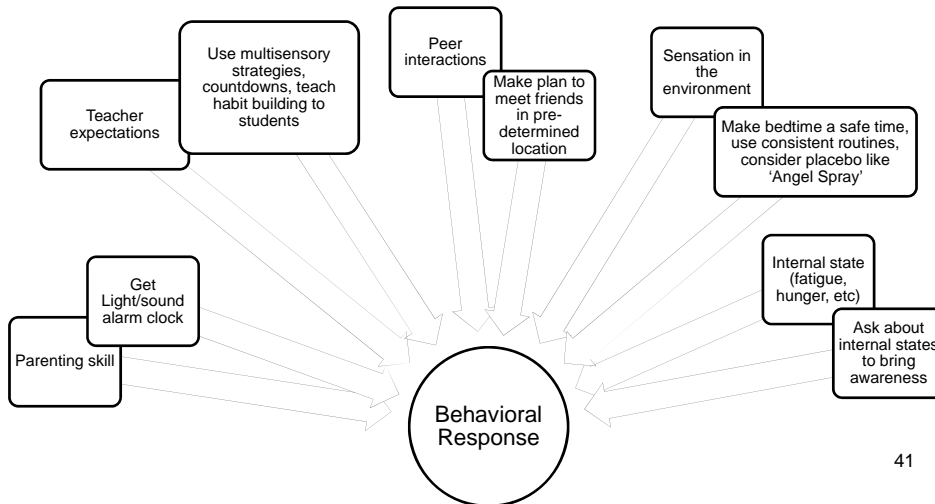 Teacher
expectations
Use multisensory
strategies,
countdowns, teach
habit building to
students
Peer
interactions
Make plan to
meet friends
in pre-
determined
location
Sensation in
the
environment
Make bedtime a safe time,
use consistent routines,
consider placebo like
‘Angel Spray’
Parenting skill
Get
Light/sound
alarm clock
Internal state
(fatigue,
hunger, etc)
Ask about
internal states
to bring
awareness
Behavioral
Response
41